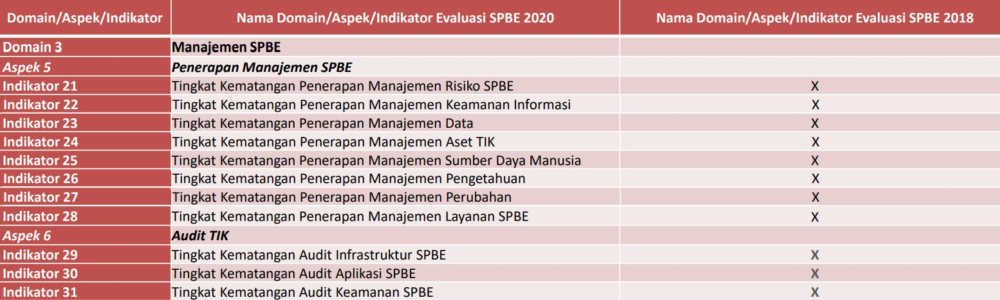 Domain/Aspek/Indikator Nama Domain/Aspek/Indikator Evaluasi SPBE 2020 Nama Domain/Aspek/Indikator Evaluasi SPBE 2018
Domain 3 Manajemen SPBE
Aspek 5 Penerapan Manajemen SPBE
Indikator 21 Tingkat Kematangan Penerapan Manajemen Risiko SPBE X
Indikator 22 Tingkat Kematangan Penerapan Manajemen Keamanan Informasi X
Indikator 23 Tingkat Kematangan Penerapan Manajemen Data X
Indikator 24 Tingkat Kematangan Penerapan Manajemen Aset TIK X
Indikator 25 Tingkat Kematangan Penerapan Manajemen Sumber Daya Manusia X
Indikator 26 Tingkat Kematangan Penerapan Manajemen Pengetahuan X
Indikator 27 Tingkat Kematangan Penerapan Manajemen Perubahan X
Indikator 28 Tingkat Kematangan Penerapan Manajemen Layanan SPBE X
Aspek 6 Audit TIK
Indikator 29 Tingkat Kematangan Audit Infrastruktur SPBE X
Indikator 30 Tingkat Kematangan Audit Aplikasi SPBE X
Indikator 31 Tingkat Kematangan Audit Keamanan SPBE X